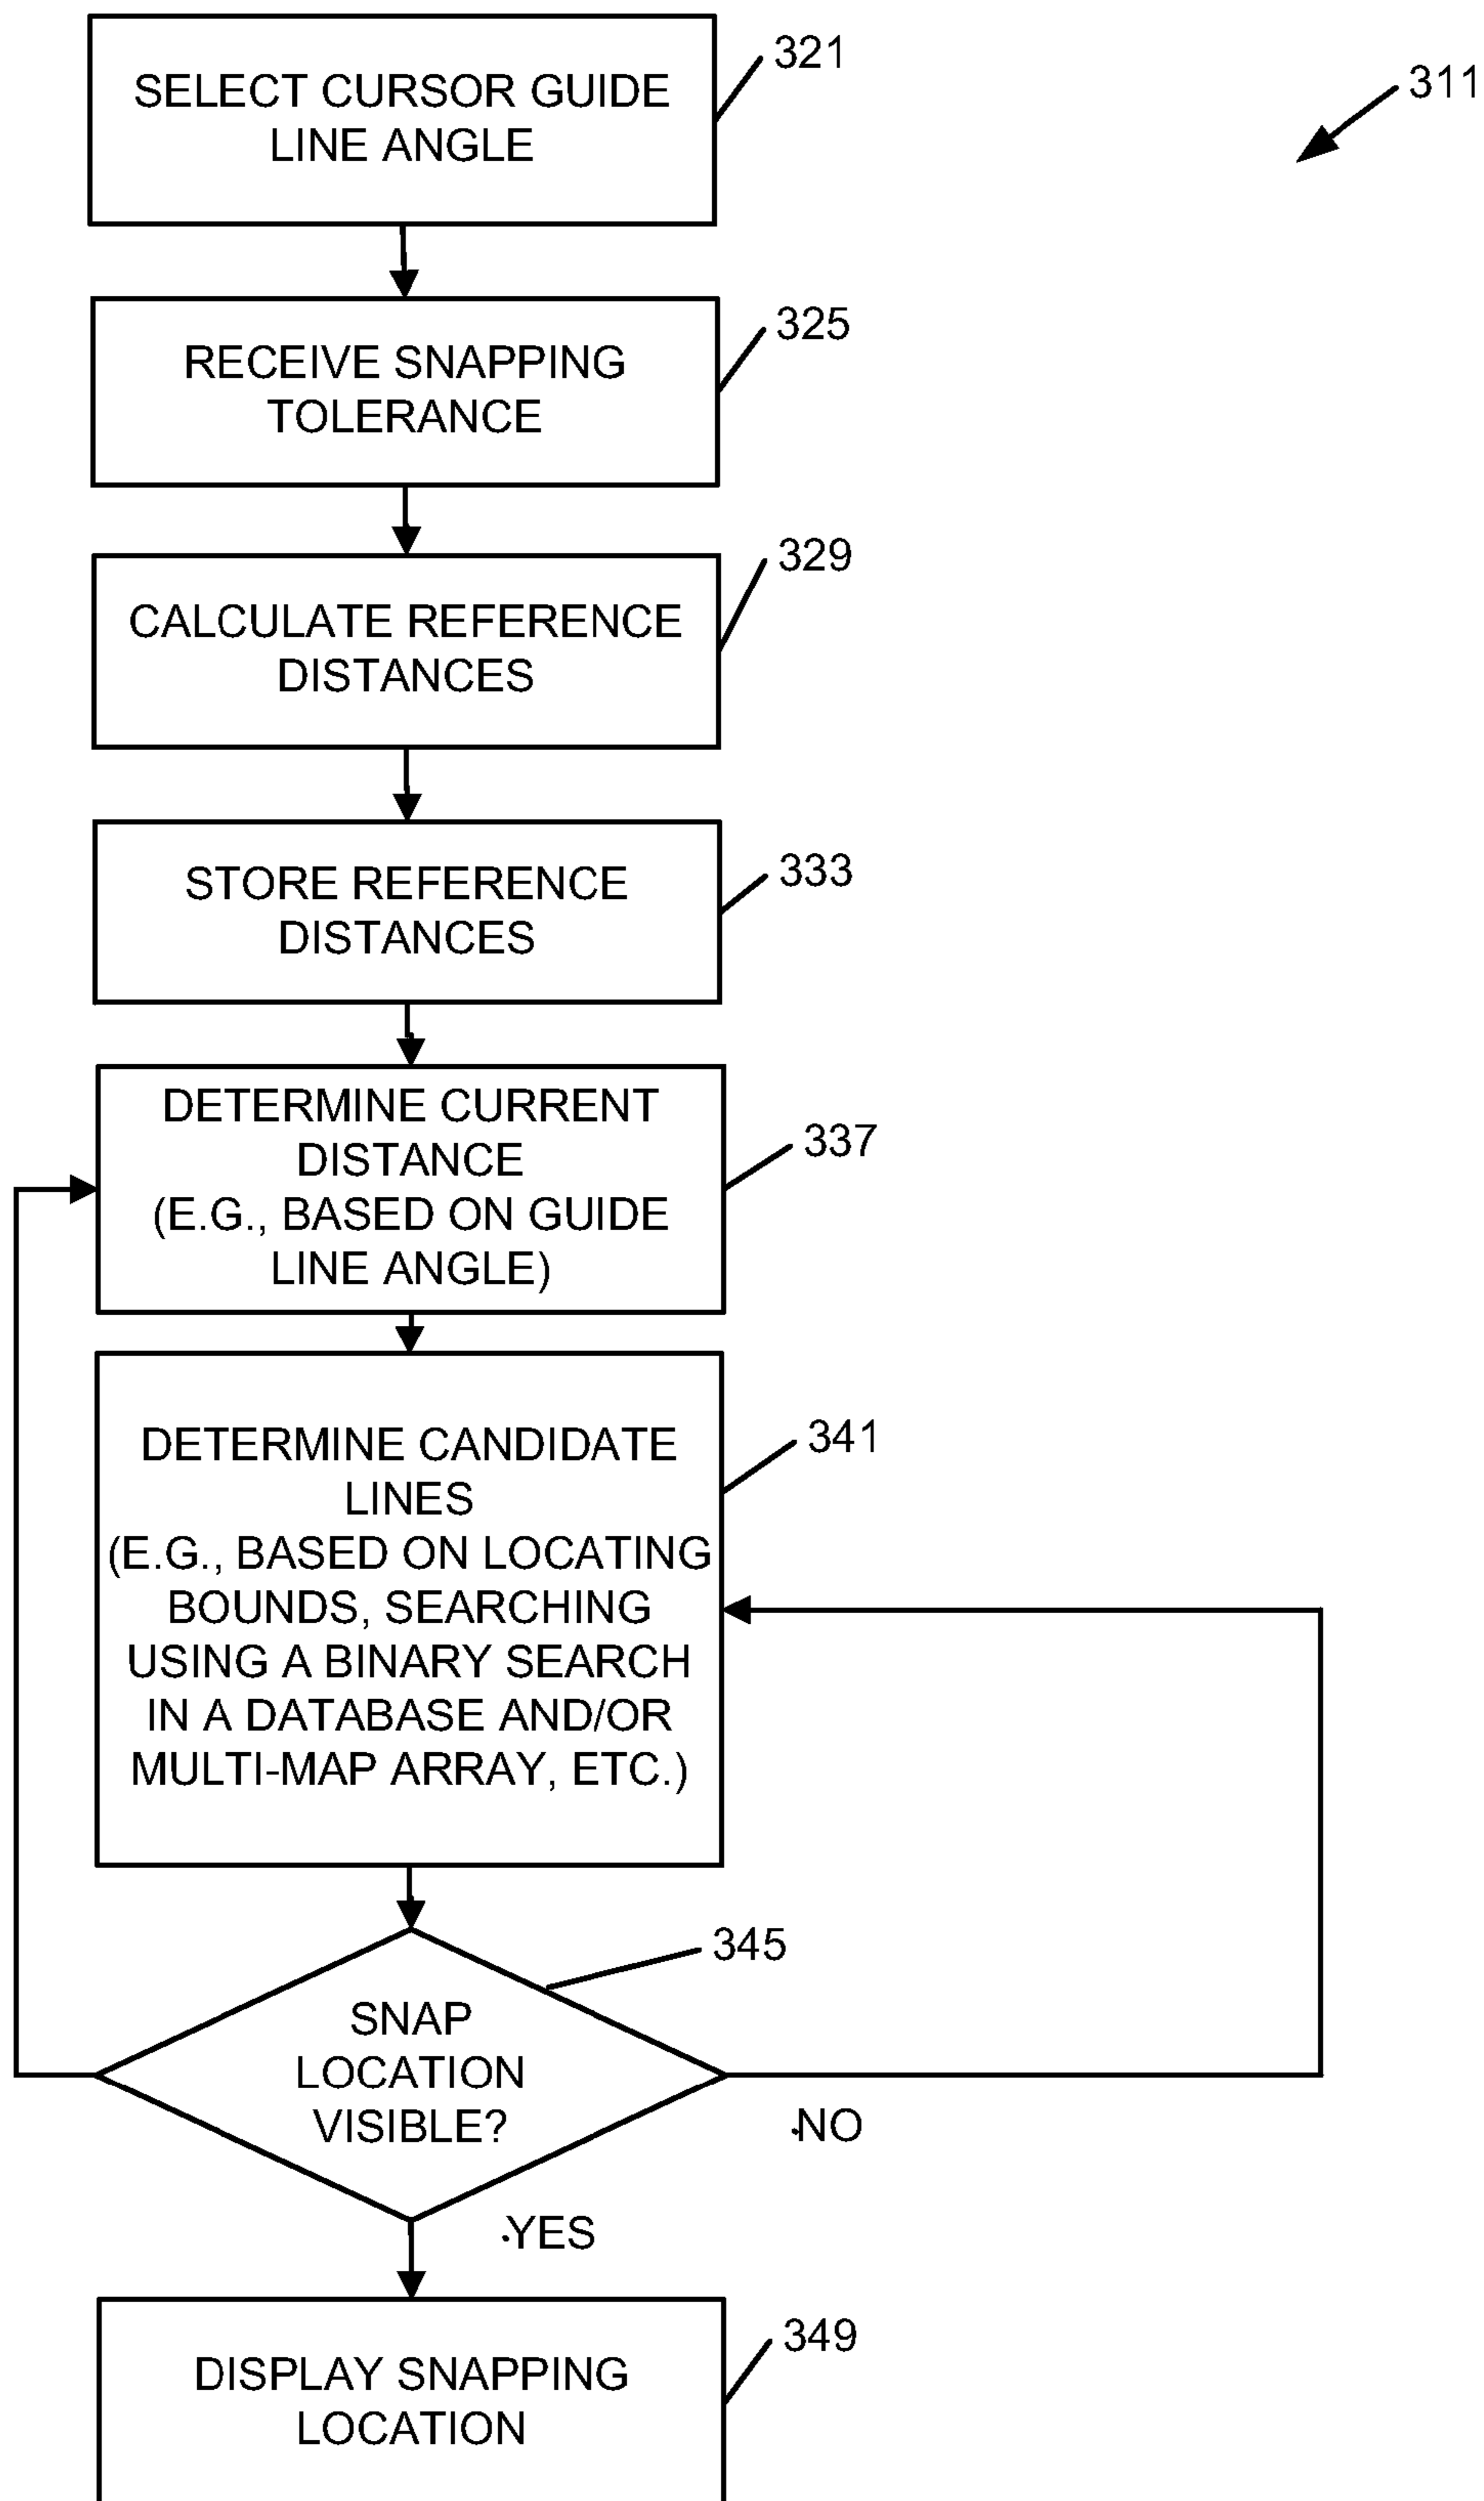 SELECT CURSOR GUIDE
LINE ANGLE
321
311
RECEIVE SNAPPING
TOLERANCE
325
CALCULATE REFERENCE
DISTANCES
329
STORE REFERENCE
DISTANCES
333
DETERMINE CURRENT
DISTANCE
(E.G., BASED ON GUIDE
LINE ANGLE)
337
DETERMINE CANDIDATE
LINES
(E.G., BASED ON LOCATING
BOUNDS, SEARCHING
USING A BINARY SEARCH
IN A DATABASE AND/OR
MULTI-MAP ARRAY, ETC.)
341
SNAP
LOCATION
VISIBLE?
345
NO
YES
DISPLAY SNAPPING
LOCATION
349